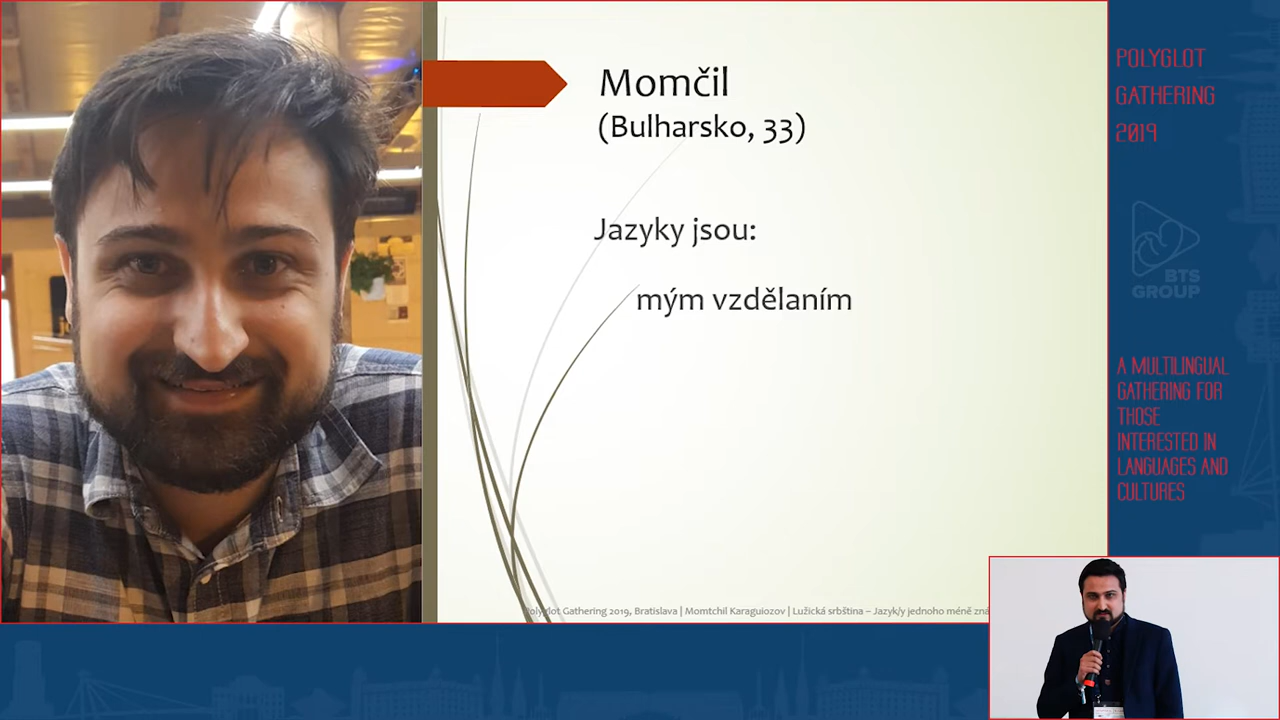 Momčil
(Bulharsko, 33)
Jazyky jsou:
mým vzdělaním
Polyglot Gathering 2019, Bratislava | Momtchil Karaguiozov | Lužická srbština – Jazyk/y jednoho méně zná
POLYGLOT
GATHERING
2019
BTS
GROUP
A MULTILINGUAL
GATHERING FOR
THOSE
INTERESTED IN
LANGUAGES AND
CULTURES